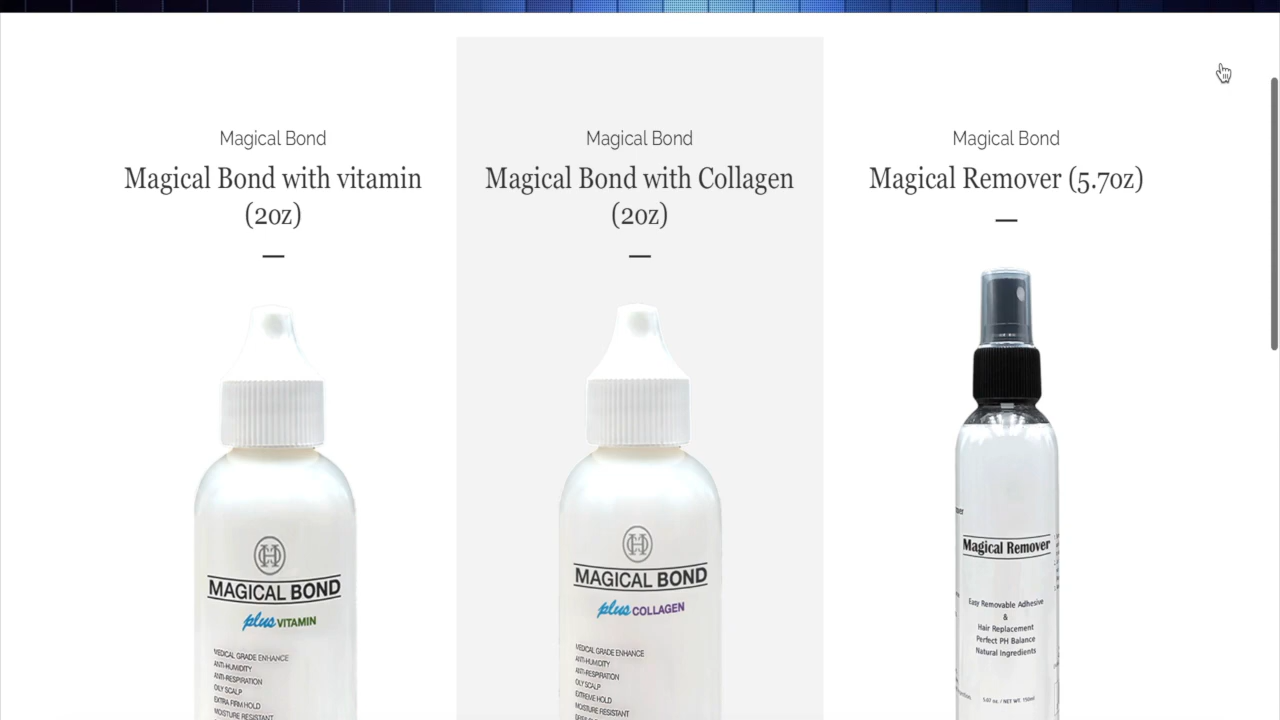 Magical Bond
Magical Bond with vitamin
(2oz)
MAGICAL BOND
plus VITAMIN
MEDICAL GRADE ENHANCE
ANTI-HUMIDITY
ANTI-RESPIRATION
OILY SCALP
EXTRA FIRM HOLD
MOISTURE RESISTANT
Magical Bond
Magical Bond with Collagen
(2oz)
MAGICAL BOND
plus COLLAGEN
MEDICAL GRADE ENHANCE
ANTI-HUMIDITY
ANTI-RESPIRATION
OILY SCALP
EXTREME HOLD
MOISTURE RESISTANT
Magical Bond
Magical Remover (5.7oz)
Magical Remover
Easy Removable Adhesive
&
Hair Replacement
Perfect PH Balance
Natural Ingredients